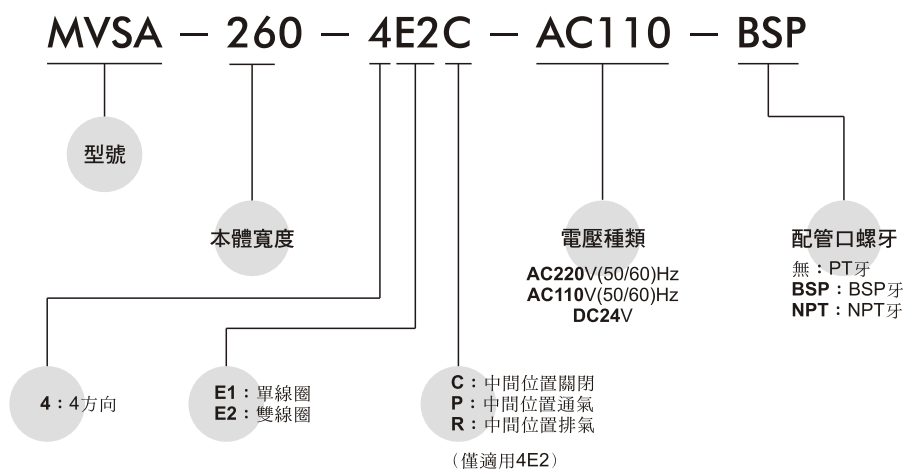 MVSA － 260 － 4E2C － AC110 － BSP
型號
本體寬度
電壓種類
AC220V(50/60)Hz
AC110V(50/60)Hz
DC24V
配管口螺牙
無：PT牙
BSP：BSP牙
NPT：NPT牙
4：4方向
E1：單線圈
E2：雙線圈
C：中間位置關閉
P：中間位置通氣
R：中間位置排氣
（僅適用4E2）